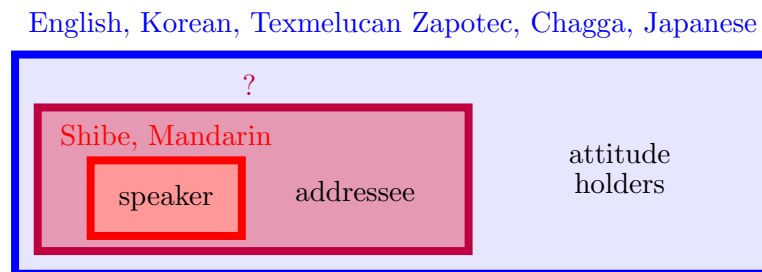 English, Korean, Texmelucan Zapotec, Chagga, Japanese
?
Shibe, Mandarin
speaker
addressee
attitude
holders